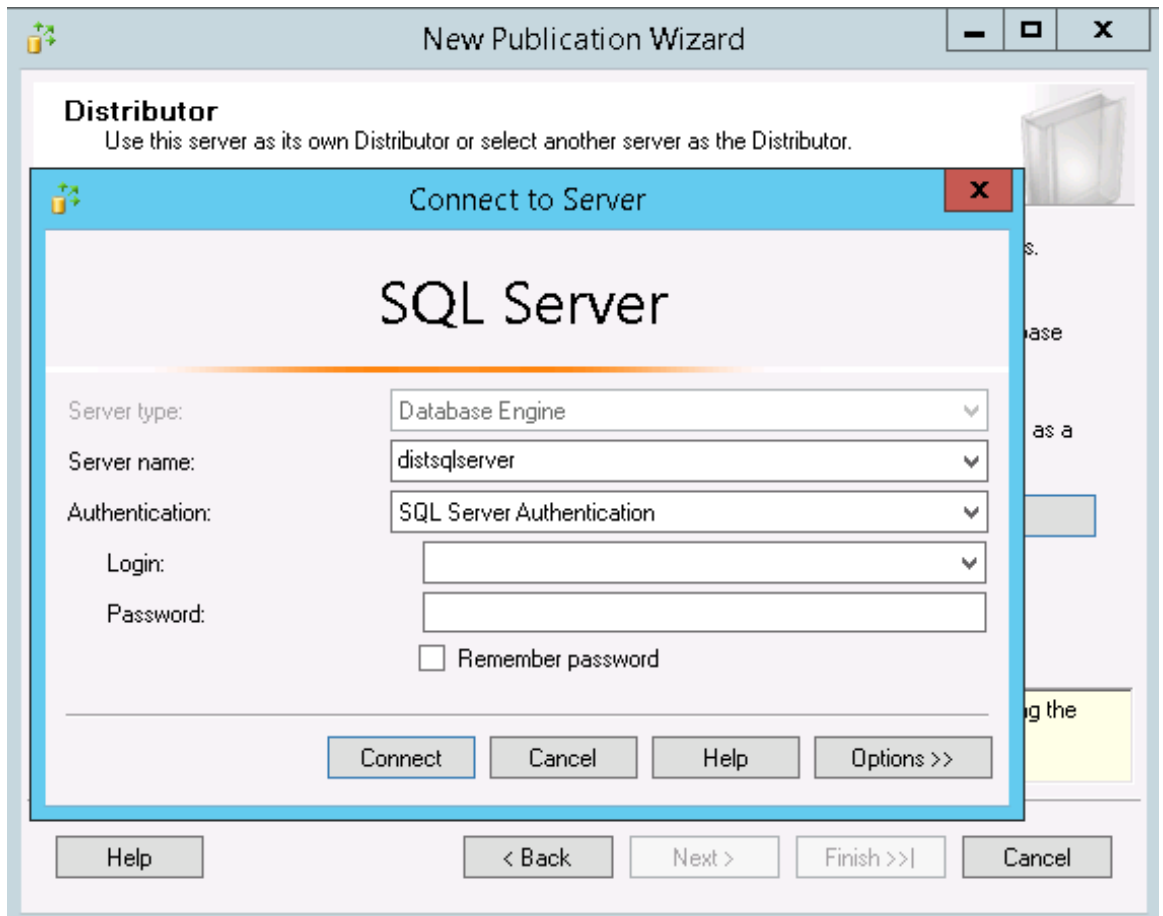 New Publication Wizard
Distributor
Use this server as its own Distributor or select another server as the Distributor.
Connect to Server
s.
SQL Server
Server type:
Database Engine
as a
Server name:
distsqlserver
Authentication:
SQL Server Authentication
Login:
Password:
Remember password
g the
Connect
Cancel
Help
Options >>
Help
< Back
Next >
Finish >>|
Cancel